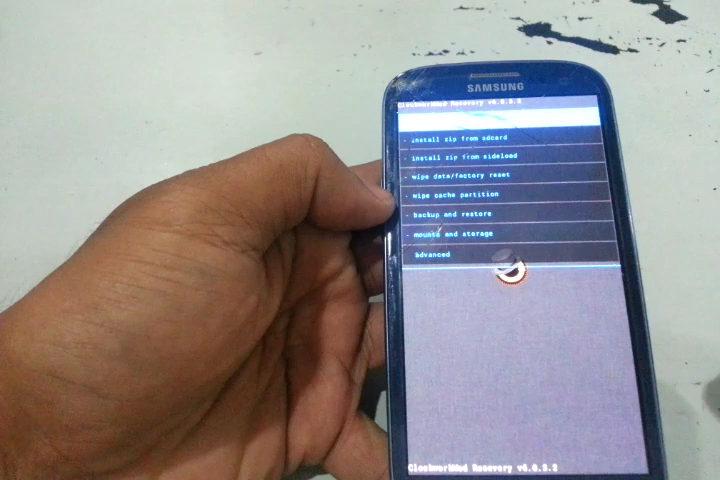 SAMSUNG
ClockworkMod Recovery v6.0.3.2
- install zip from sdcard
- install zip from sideload
- wipe data/factory reset
- wipe cache partition
- backup and restore
- mounts and storage
advanced
ClockworkMod Recovery v6.0.3.2